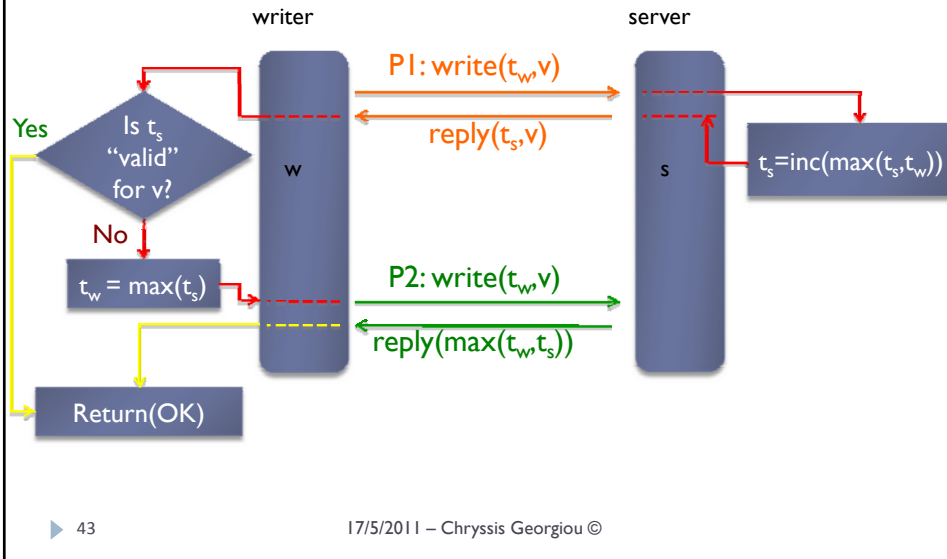 writer
server
P1: write(tw,v)
reply(ts,v)
Yes
Is ts
“valid”
for v?
w
s
ts=inc(max(ts,tw))
No
tw = max(ts)
P2: write(tw,v)
reply(max(tw,ts))
Return(OK)
43
17/5/2011 – Chryssis Georgiou ©